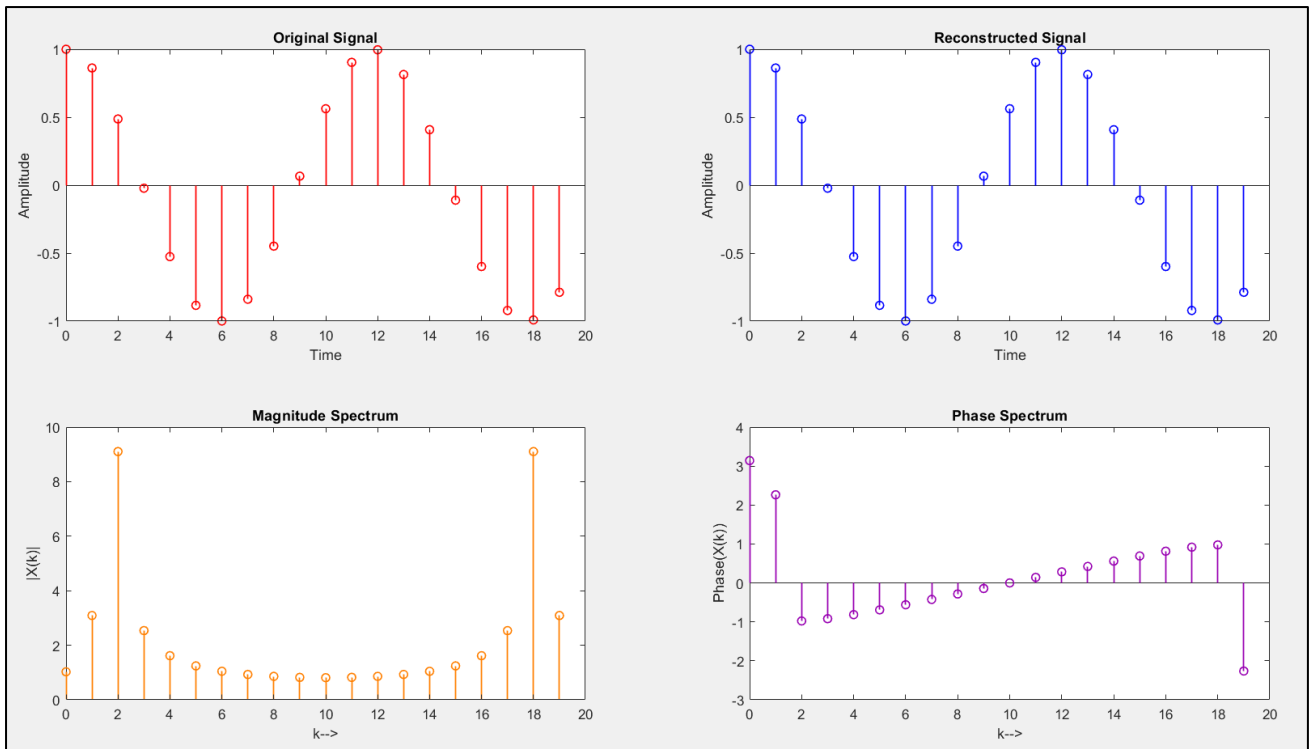 Original Signal
1
0.5
0
-0.5
-1
Amplitude
0 2 4 6 8 10 12 14 16 18 20
Time
Reconstructed Signal
1
0.5
0
-0.5
-1
Amplitude
0 2 4 6 8 10 12 14 16 18 20
Time
Magnitude Spectrum
10
8
6
4
2
0
|X(k)|
0 2 4 6 8 10 12 14 16 18 20
k-->
Phase Spectrum
4
3
2
1
0
-1
-2
-3
Phase(X(k))
0 2 4 6 8 10 12 14 16 18 20
k-->